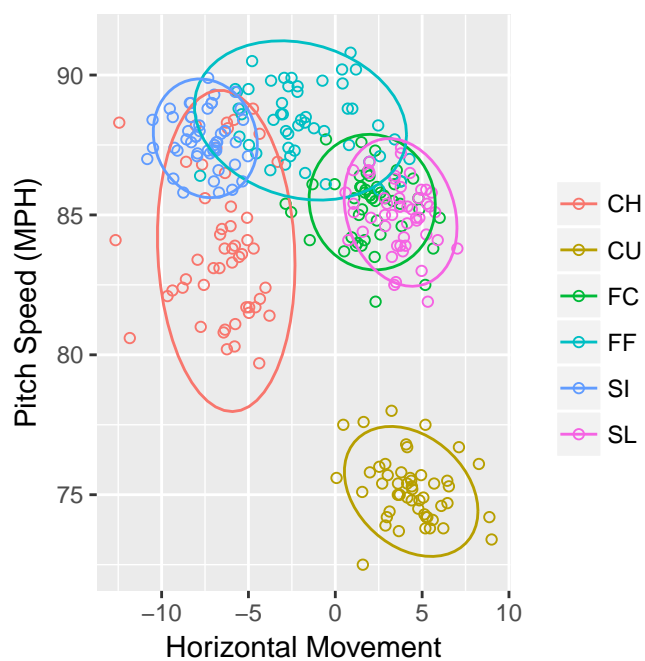 Pitch Speed (MPH)
90
85
80
75
−10
−5
0
5
10
Horizontal Movement
CH
CU
FC
FF
SI
SL